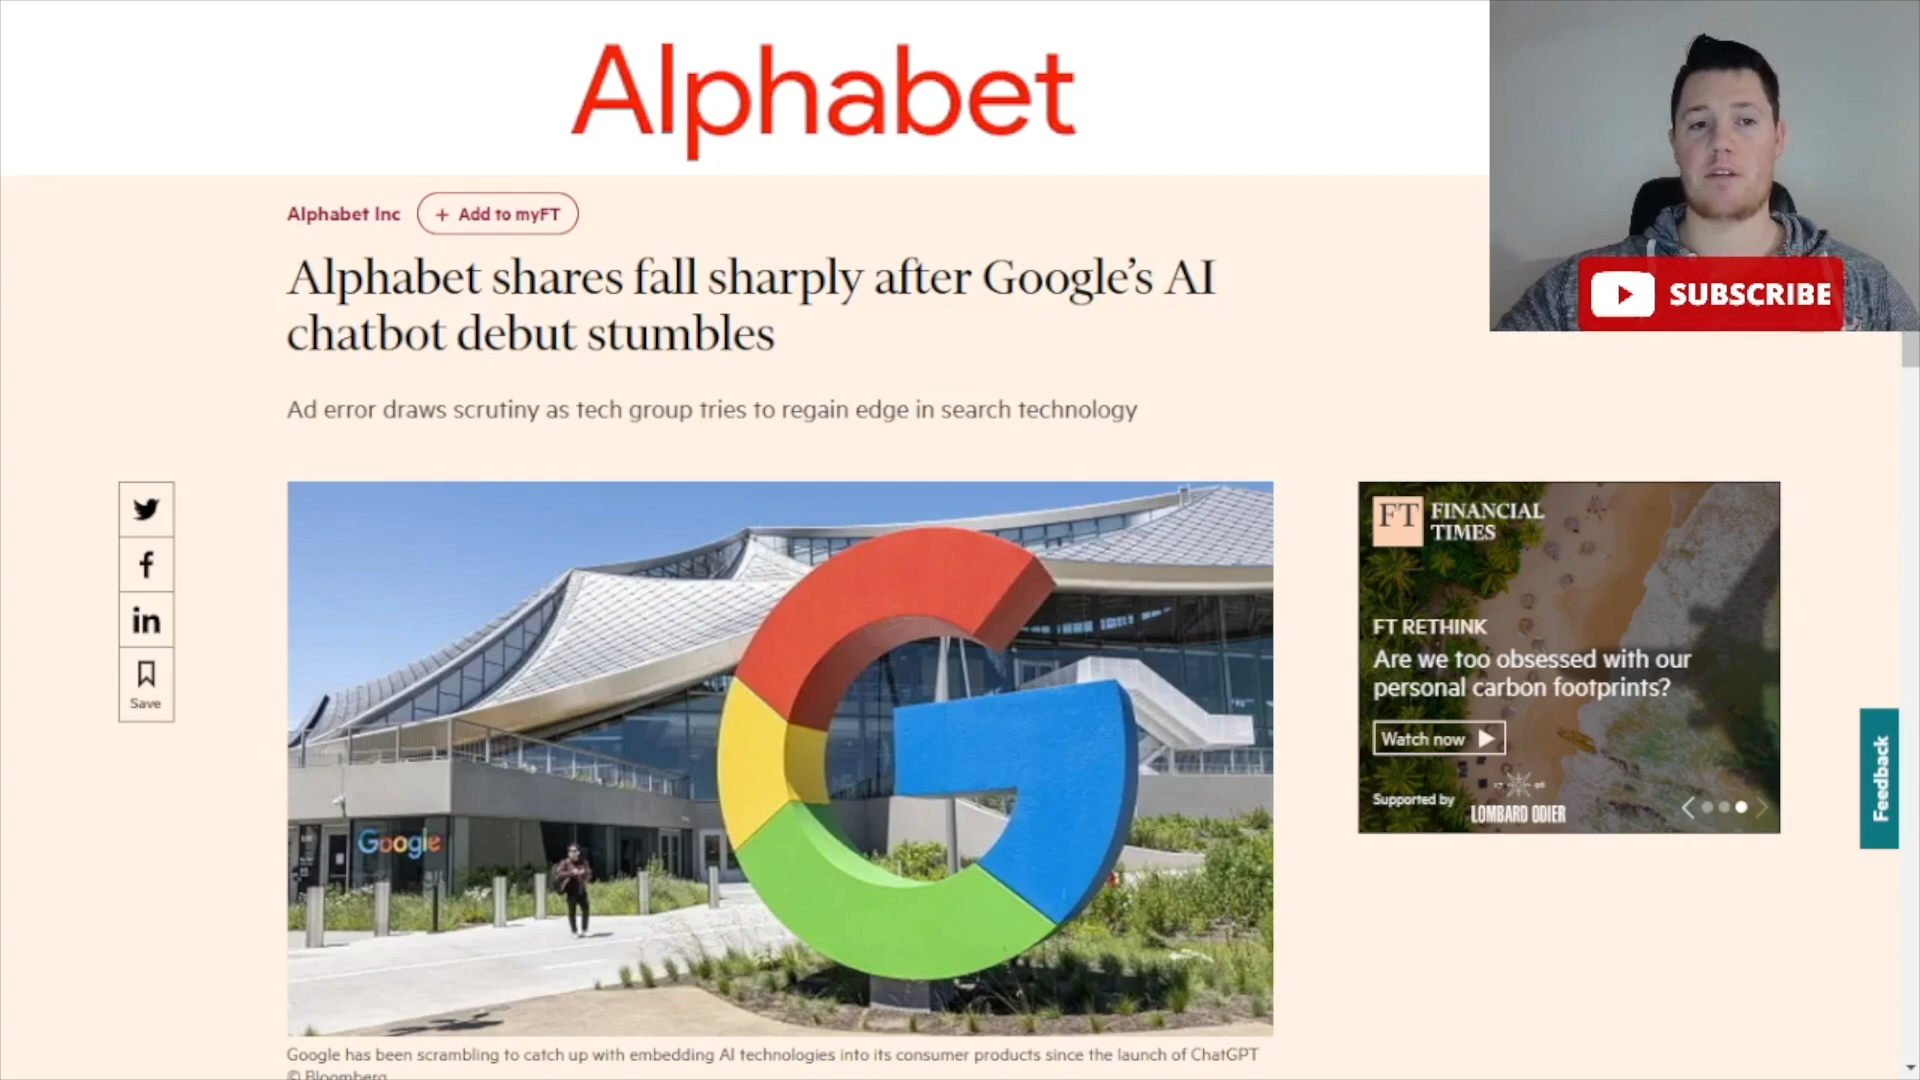 Alphabet
Alphabet Inc
+ Add to myFT
Alphabet shares fall sharply after Google's AI
chatbot debut stumbles
Ad error draws scrutiny as tech group tries to regain edge in search technology
SUBSCRIBE
f
in
Save
Google
FT FINANCIAL
TIMES
FT RETHINK
Are we too obsessed with our
personal carbon footprints?
Watch now
Supported by
LOMBARD ODIER
Feedback
Google has been scrambling to catch up with embedding AI technologies into its consumer products since the launch of ChatGPT
© Bloomberg